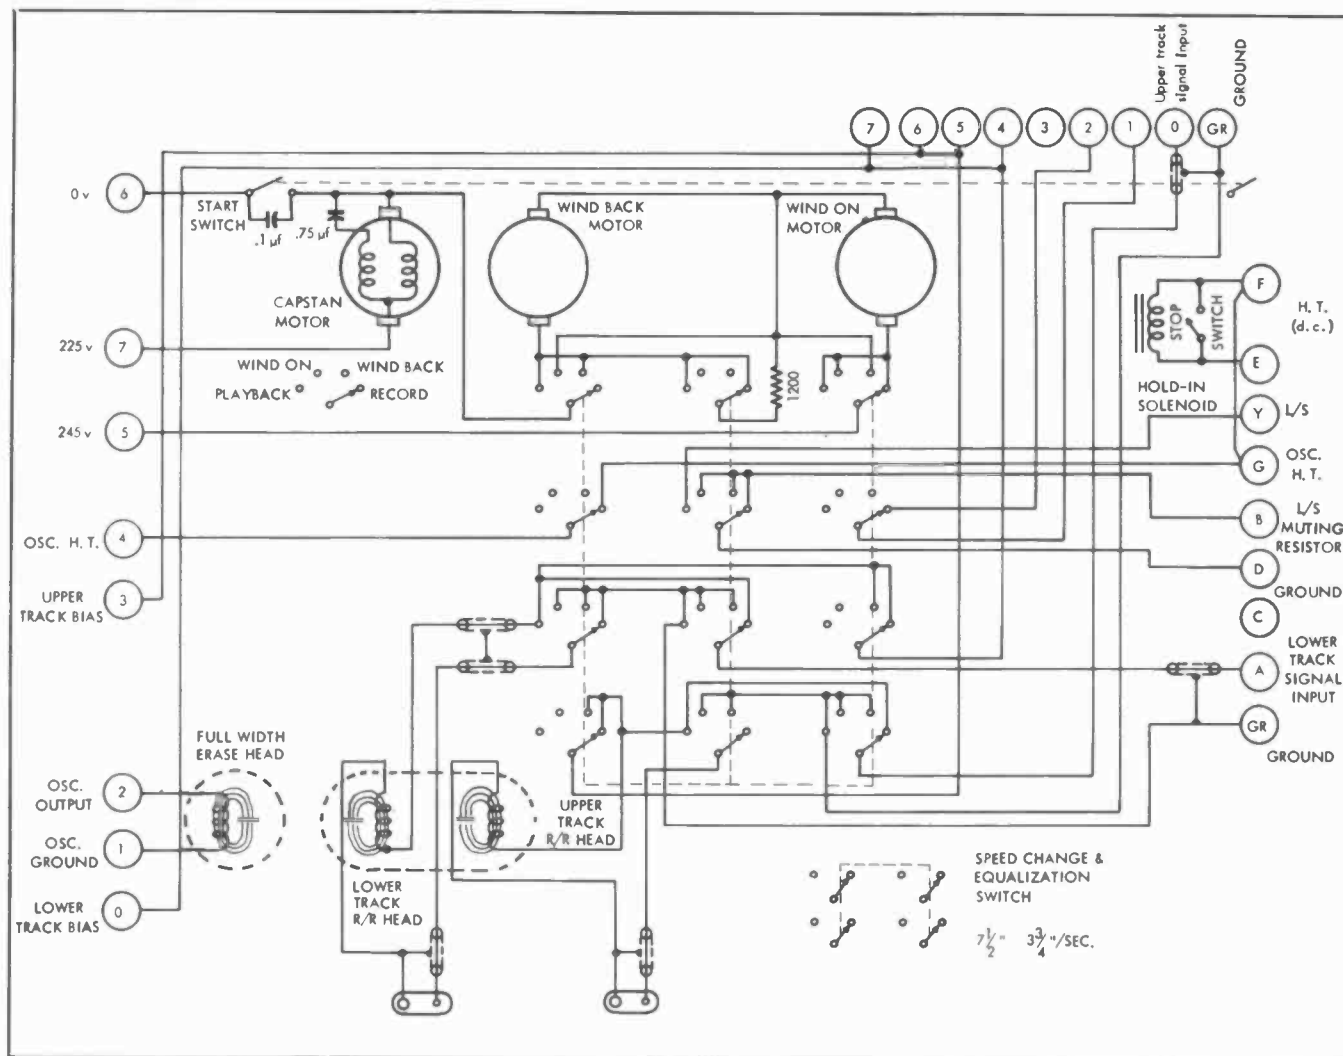 Upper track
signal Input
GROUND
7
6
5
4
3
2
1
0
GR
0 v
6
START
SWITCH
.1 µf
.75 µf
WIND BACK
MOTOR
WIND ON
MOTOR
CAPSTAN
MOTOR
225 v
7
WIND ON
WIND BACK
PLAYBACK
RECORD
1200
STOP
SWITCH
F
H. T.
(d.c.)
E
HOLD-IN
SOLENOID
Y
L/S
245 v
5
G
OSC.
H. T.
OSC. H. T.
4
B
L/S
MUTING
RESISTOR
D
GROUND
UPPER
TRACK BIAS
3
C
LOWER
TRACK
SIGNAL
INPUT
A
GR
GROUND
FULL WIDTH
ERASE HEAD
OSC.
OUTPUT
2
OSC.
GROUND
1
LOWER
TRACK BIAS
0
UPPER
TRACK
R/R HEAD
LOWER
TRACK
R/R HEAD
SPEED CHANGE &
EQUALIZATION
SWITCH
7 1/2" 3 3/4"/SEC.